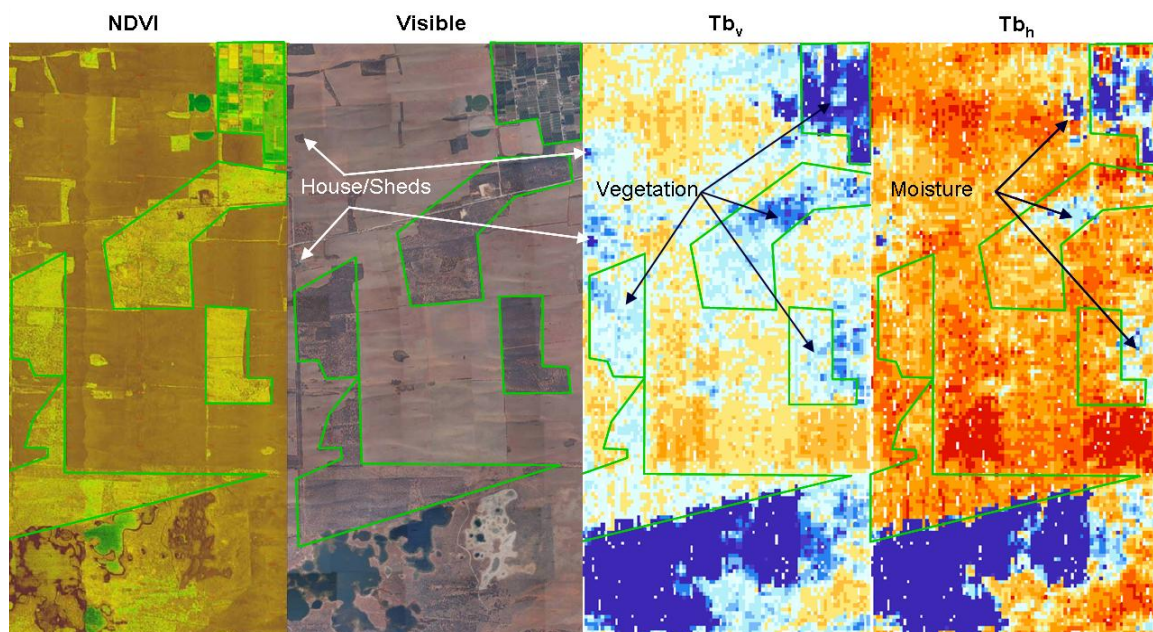 NDVI
Visible
Tbv
Tbh
House/Sheds
Vegetation
Moisture